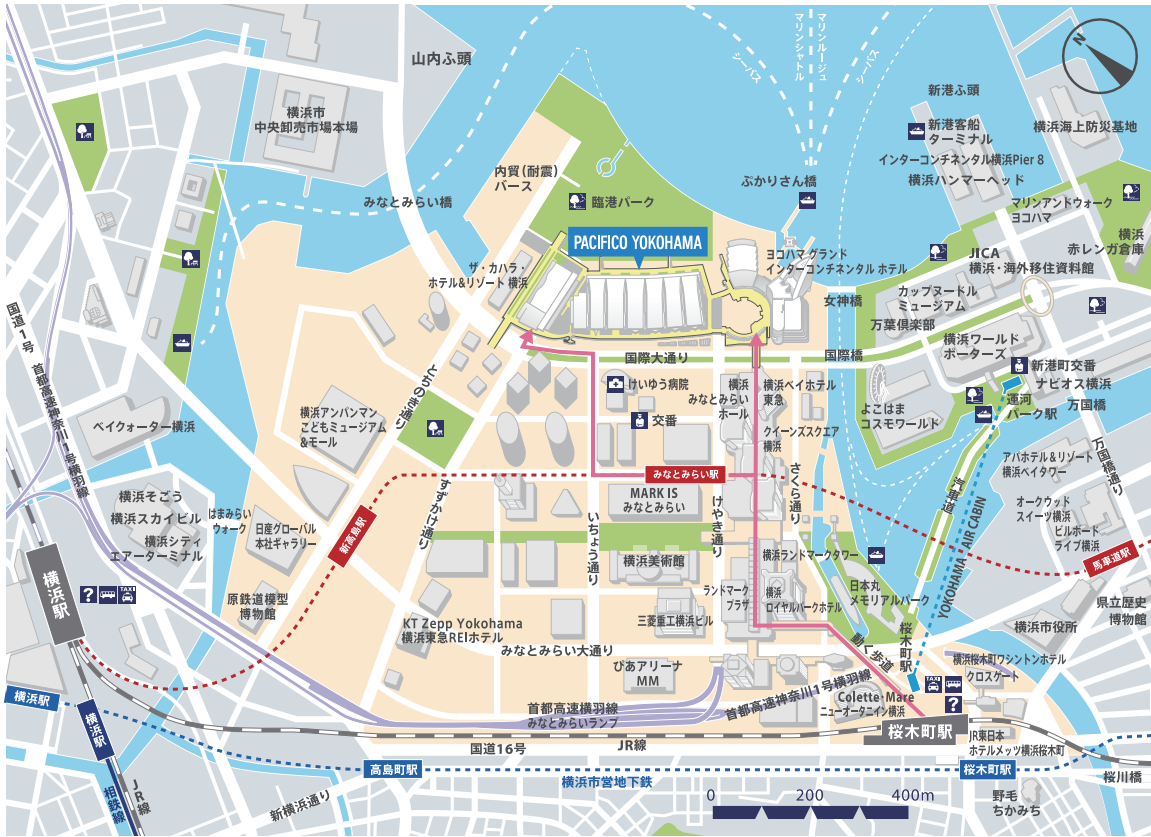 山内ふ頭
横浜市
中央卸売市場本場
みなとみらい橋
内貿(耐震)
バース
臨港パーク
PACIFICO YOKOHAMA
ザ・カハラ・
ホテル&リゾート 横浜
シーバス
マリンシャトル
マリンルージュ
シーバス
ぷかりさん橋
ヨコハマ グランド
インターコンチネンタル ホテル
新港ふ頭
新港客船
ターミナル
インターコンチネンタル横浜Pier 8
横浜ハンマーヘッド
横浜海上防災基地
マリンアンドウォーク
ヨコハマ
横浜
赤レンガ倉庫
JICA
横浜・海外移住資料館
カップヌードル
ミュージアム
女神橋
万葉倶楽部
横浜ワールド
ポーターズ
国際大通り
国際橋
新港町交番
ナビオス横浜
運河
パーク駅
万国橋
万国橋通り
よこはま
コスモワールド
けいゆう病院
交番
横浜
みなとみらい
ホール
横浜ベイホテル
東急
クイーンズスクエア
横浜
国道1号
首都高速神奈川1号横羽線
ベイクォーター横浜
横浜アンパンマン
こどもミュージアム
&モール
とちのき通り
すずかけ通り
みなとみらい駅
MARK IS
みなとみらい
けやき通り
さくら通り
いちょう通り
汽車道
YOKOHAMA AIR CABIN
アパホテル&リゾート
横浜ベイタワー
オークウッド
スイーツ横浜
ビルボード
ライブ横浜
馬車道駅
横浜そごう
横浜スカイビル
横浜シティ
エアーターミナル
はまみらい
ウォーク
日産グローバル
本社ギャラリー
新高島駅
横浜美術館
横浜ランドマークタワー
ランドマーク
プラザ
横浜
ロイヤルパークホテル
日本丸
メモリアルパーク
県立歴史
博物館
横浜市役所
横浜駅
?
TAXI
原鉄道模型
博物館
KT Zepp Yokohama
横浜東急REIホテル
三菱重工横浜ビル
みなとみらい大通り
動く歩道
桜木町駅
横浜桜木町ワシントンホテル
クロスゲート
ぴあアリーナ
MM
TAXI
?
首都高速横羽線
みなとみらいランプ
首都高速神奈川1号横羽線
Colette・Mare
ニューオータニイン横浜
横浜駅
横浜駅
国道16号
JR線
桜木町駅
JR東日本
ホテルメッツ横浜桜木町
高島町駅
横浜市営地下鉄
桜木町駅
桜川橋
相鉄線
JR線
新横浜通り
0 200 400m
野毛
ちかみち
N